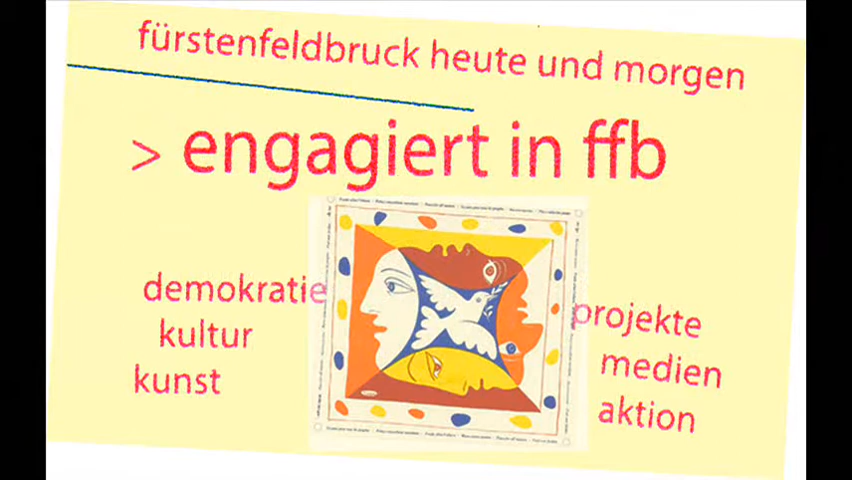 fürstenfeldbruck heute und morgen
> engagiert in ffb
demokratie
kultur
kunst
projekte
medien
aktion